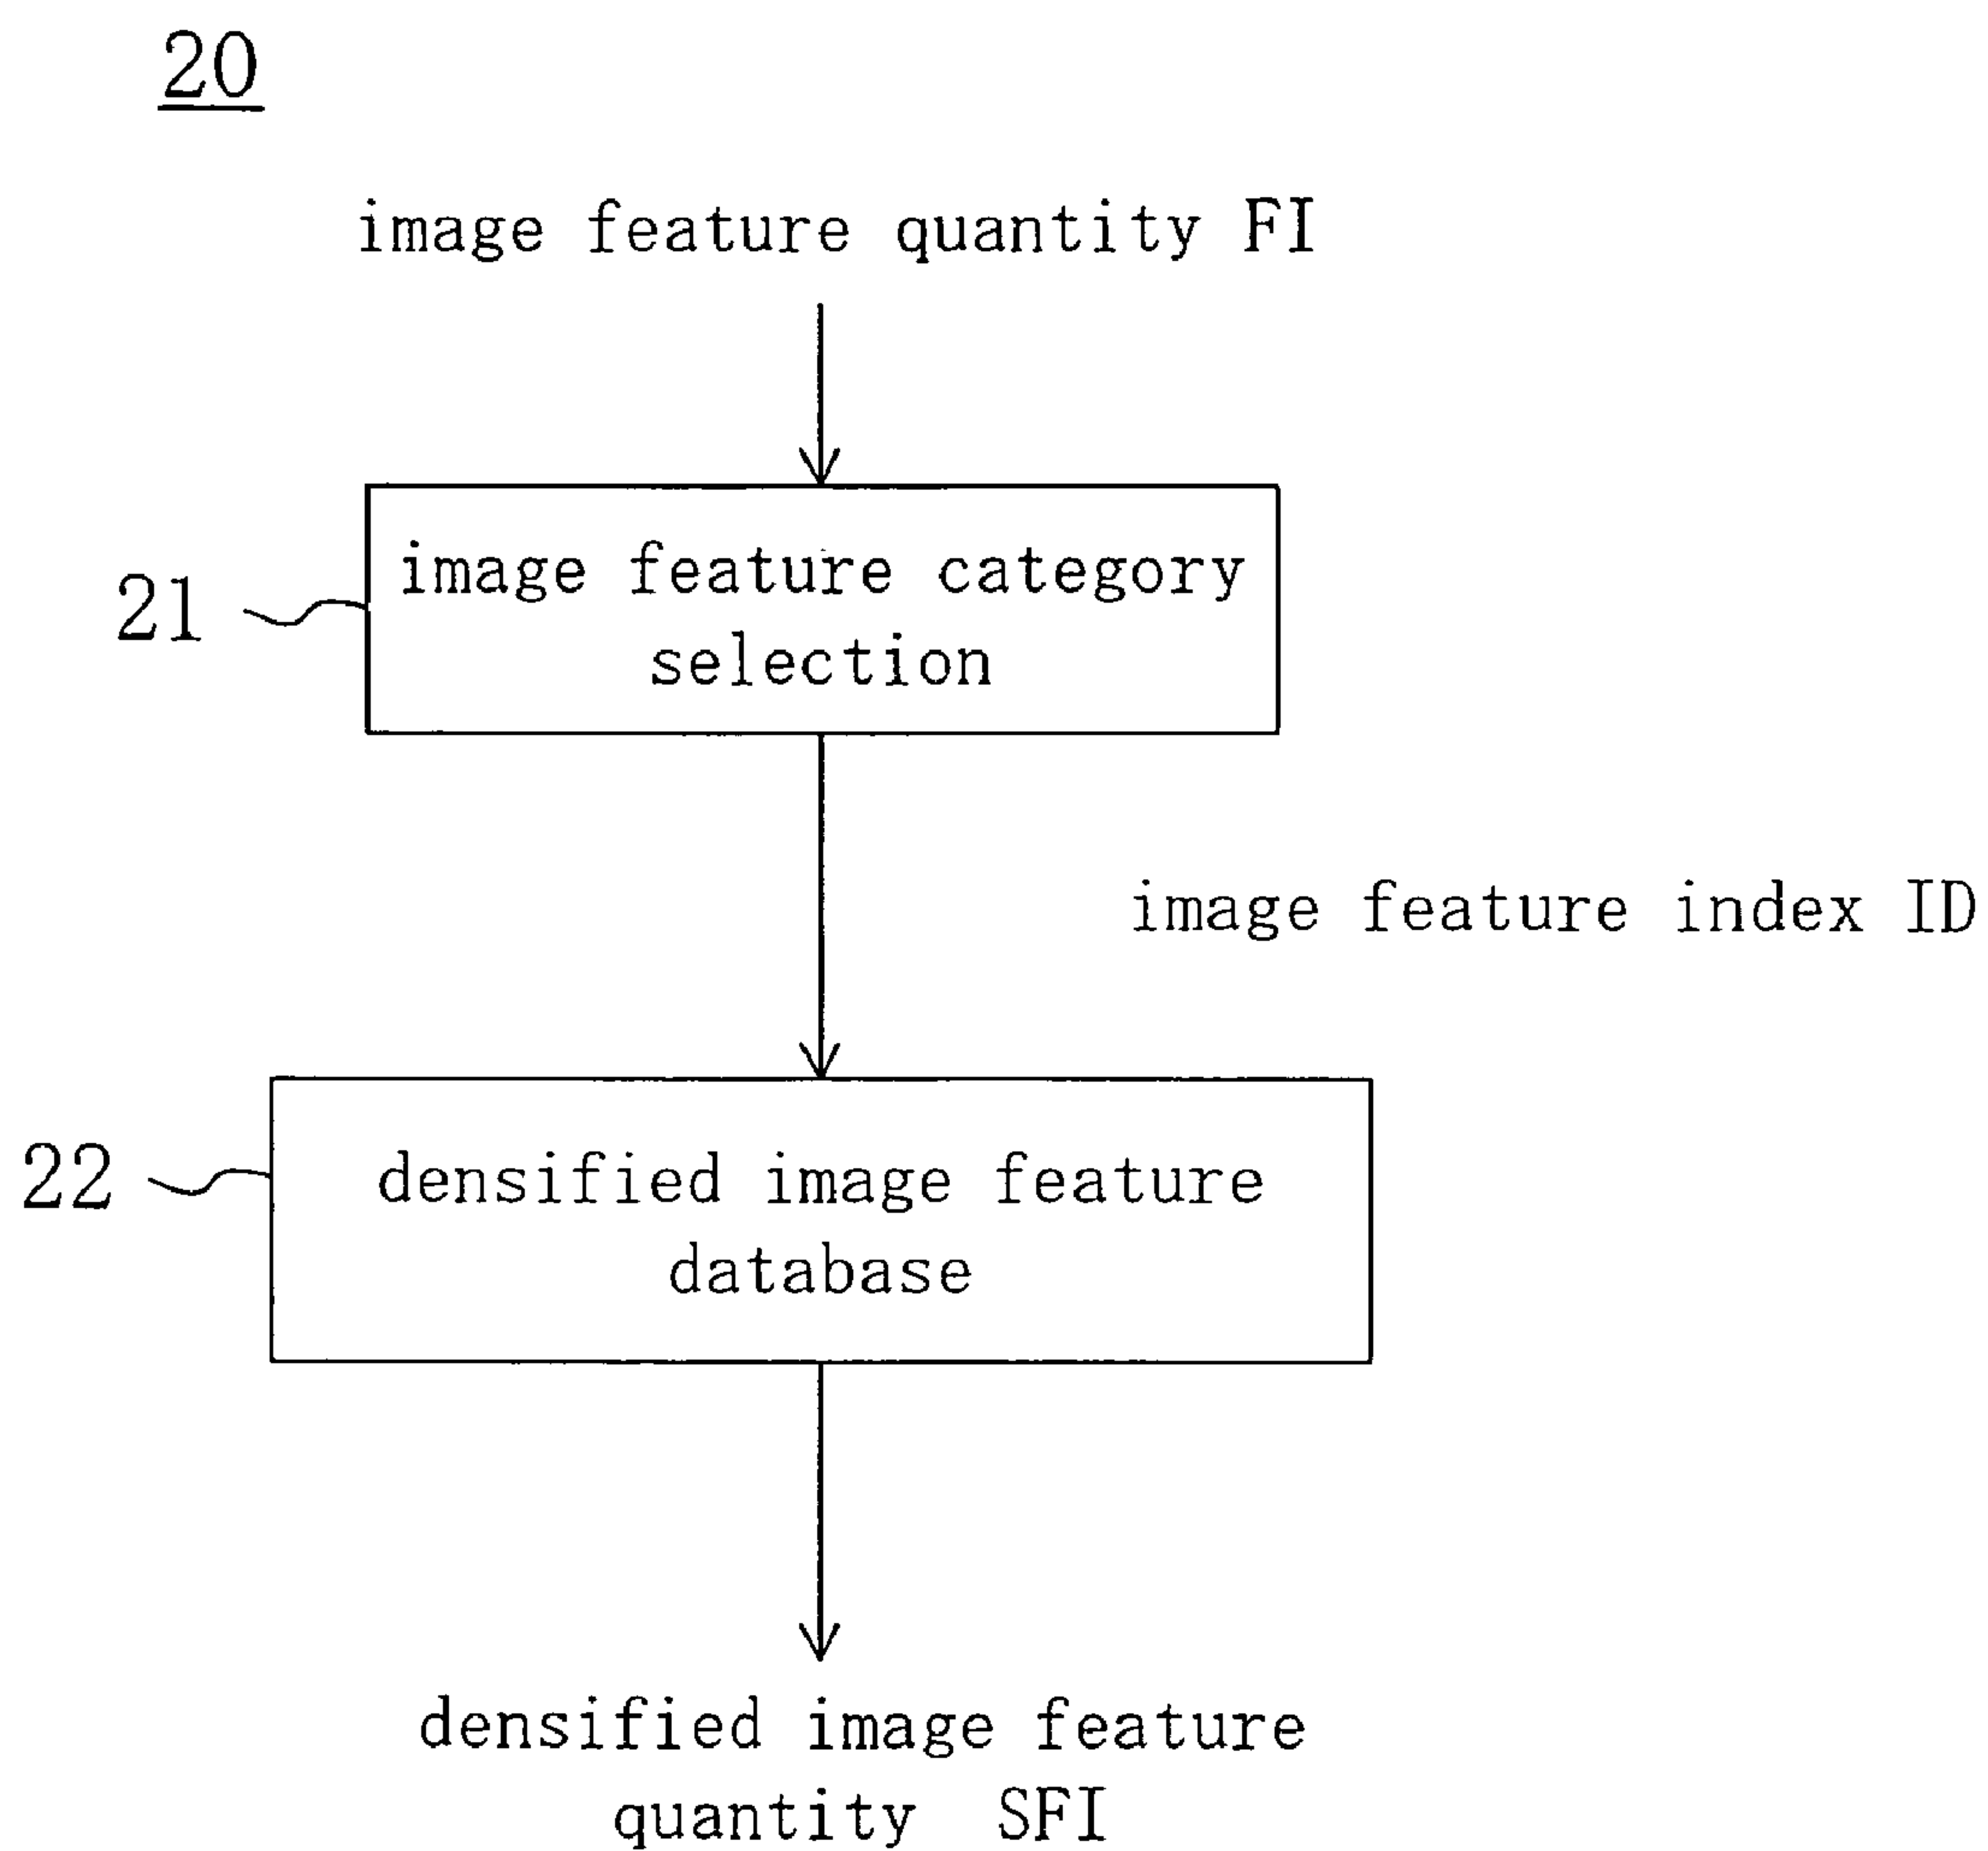 20
image feature quantity FI
image feature category
selection
21
image feature index ID
densified image feature
database
22
densified image feature
quantity SFI